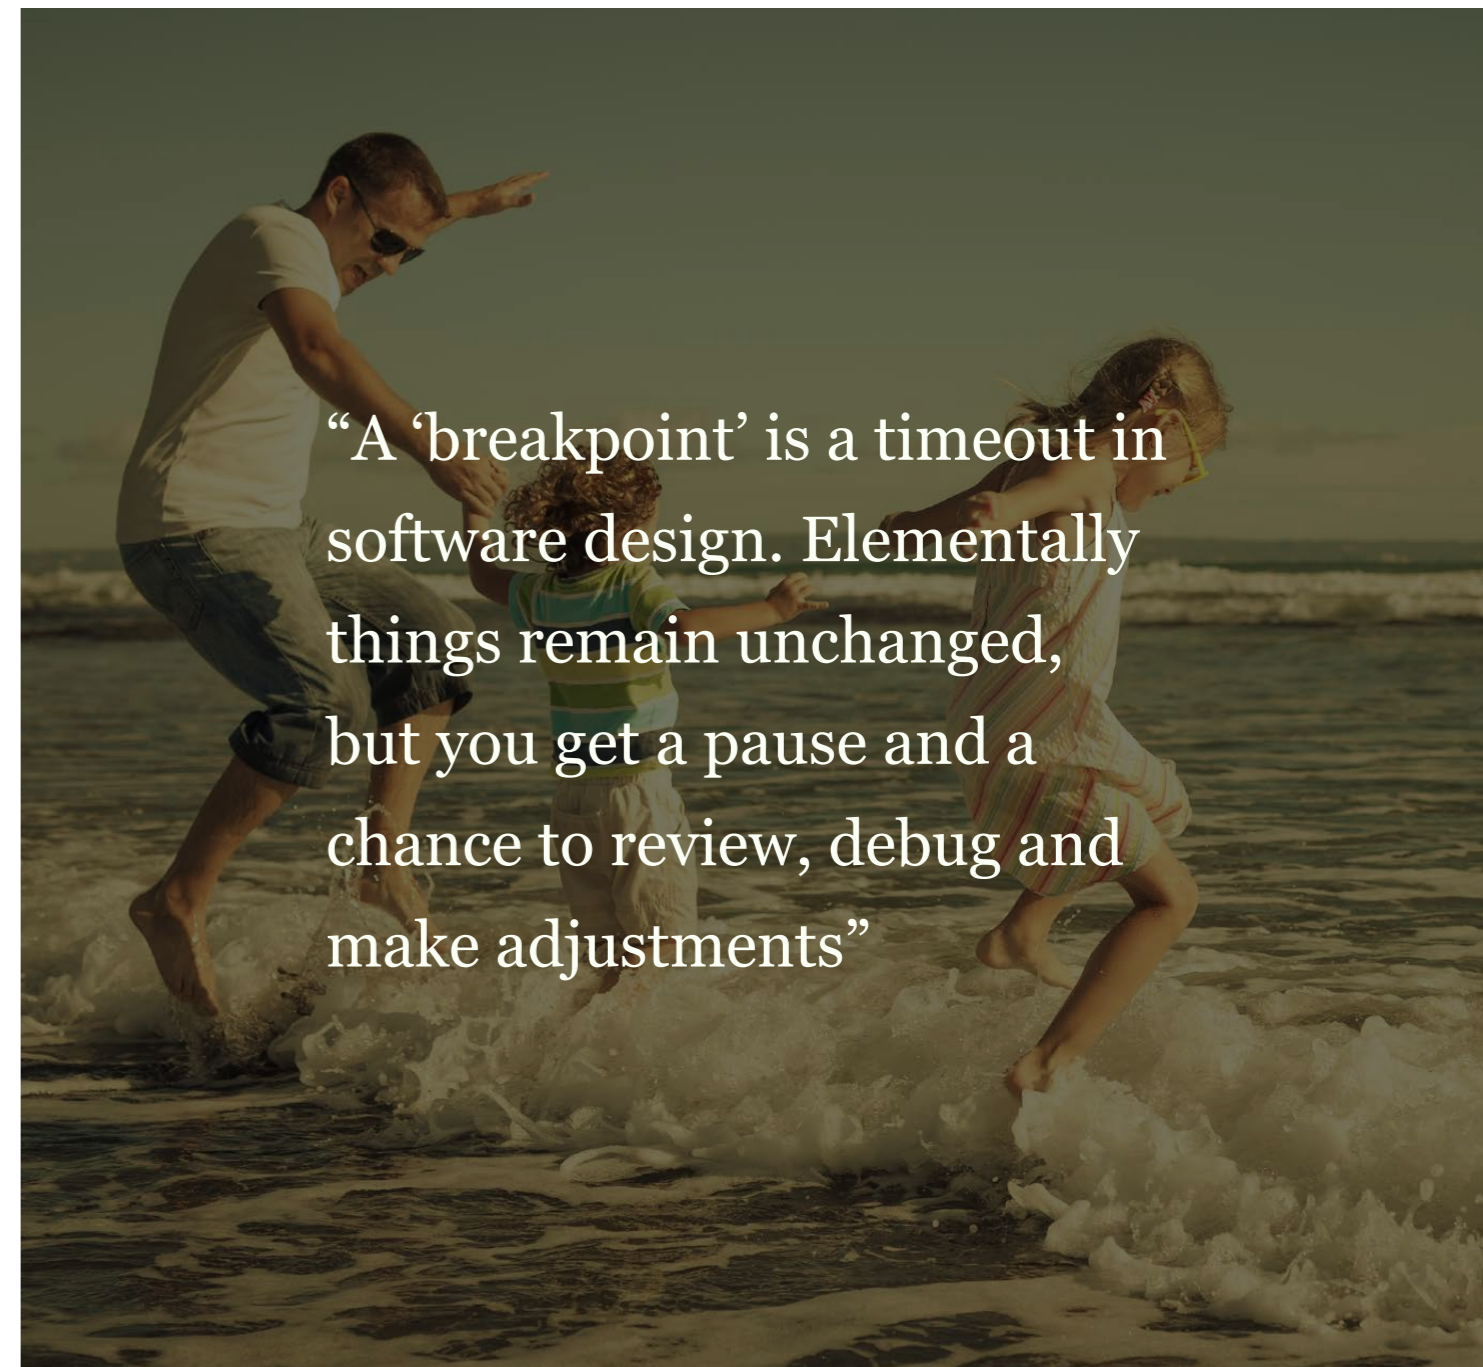 “A ‘breakpoint’ is a timeout in
software design. Elementally
things remain unchanged,
but you get a pause and a
chance to review, debug and
make adjustments”